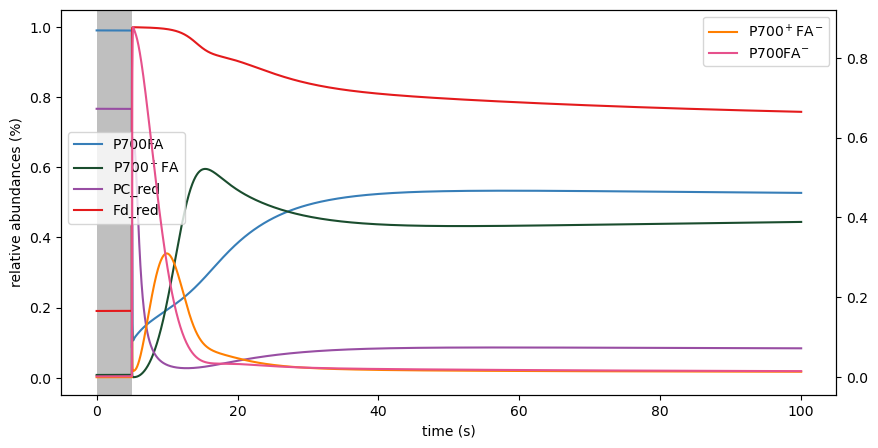 relative abundances (%)
1.0
0.8
0.6
0.4
0.2
0.0
P700FA
P700⁺FA
PC_red
Fd_red
P700⁺FA⁻
P700FA⁻
0.8
0.6
0.4
0.2
0.0
0
20
40
60
80
100
time (s)